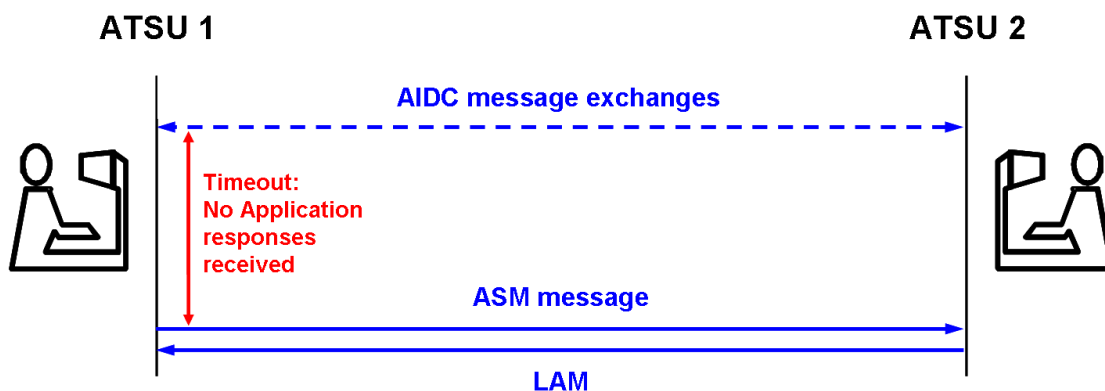 ATSU 1
ATSU 2
AIDC message exchanges
Timeout:
No Application
responses
received
ASM message
LAM